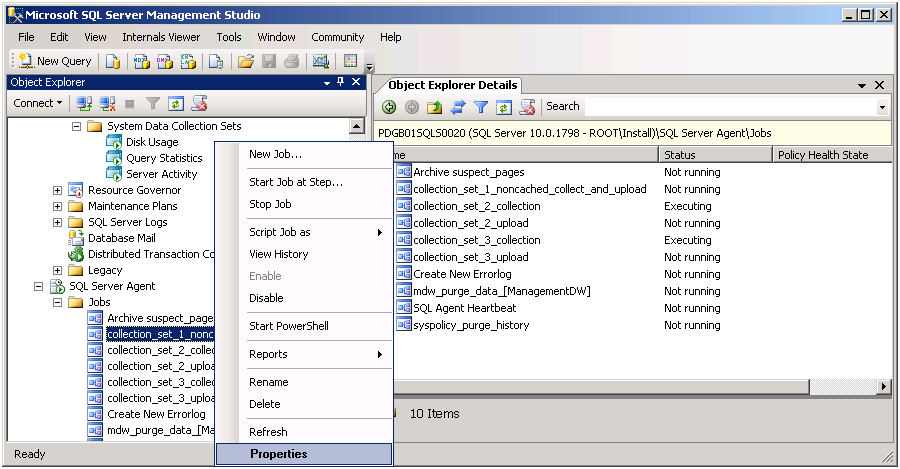 Microsoft SQL Server Management Studio
File Edit View Internals Viewer Tools Window Community Help
New Query
Object Explorer
Connect
System Data Collection Sets
Disk Usage
Query Statistics
Server Activity
Resource Governor
Maintenance Plans
SQL Server Logs
Database Mail
Distributed Transaction Co
Legacy
SQL Server Agent
Jobs
Archive suspect_page
collection_set_1_nonc
collection_set_2_collec
collection_set_2_uploa
collection_set_3_collec
collection_set_3_uploa
Create New Errorlog
mdw_purge_data_[Ma
New Job...
Start Job at Step...
Stop Job
Script Job as
View History
Enable
Disable
Start PowerShell
Reports
Rename
Delete
Refresh
Properties
Object Explorer Details
Search
PDGB01SQLS0020 (SQL Server 10.0.1798 - ROOT\Install)\SQL Server Agent\Jobs
me Status Policy Health State
Archive suspect_pages Not running
collection_set_1_noncached_collect_and_upload Not running
collection_set_2_collection Executing
collection_set_2_upload Not running
collection_set_3_collection Executing
collection_set_3_upload Not running
Create New Errorlog Not running
mdw_purge_data_[ManagementDW] Not running
SQL Agent Heartbeat Not running
syspolicy_purge_history Not running
10 Items
Ready